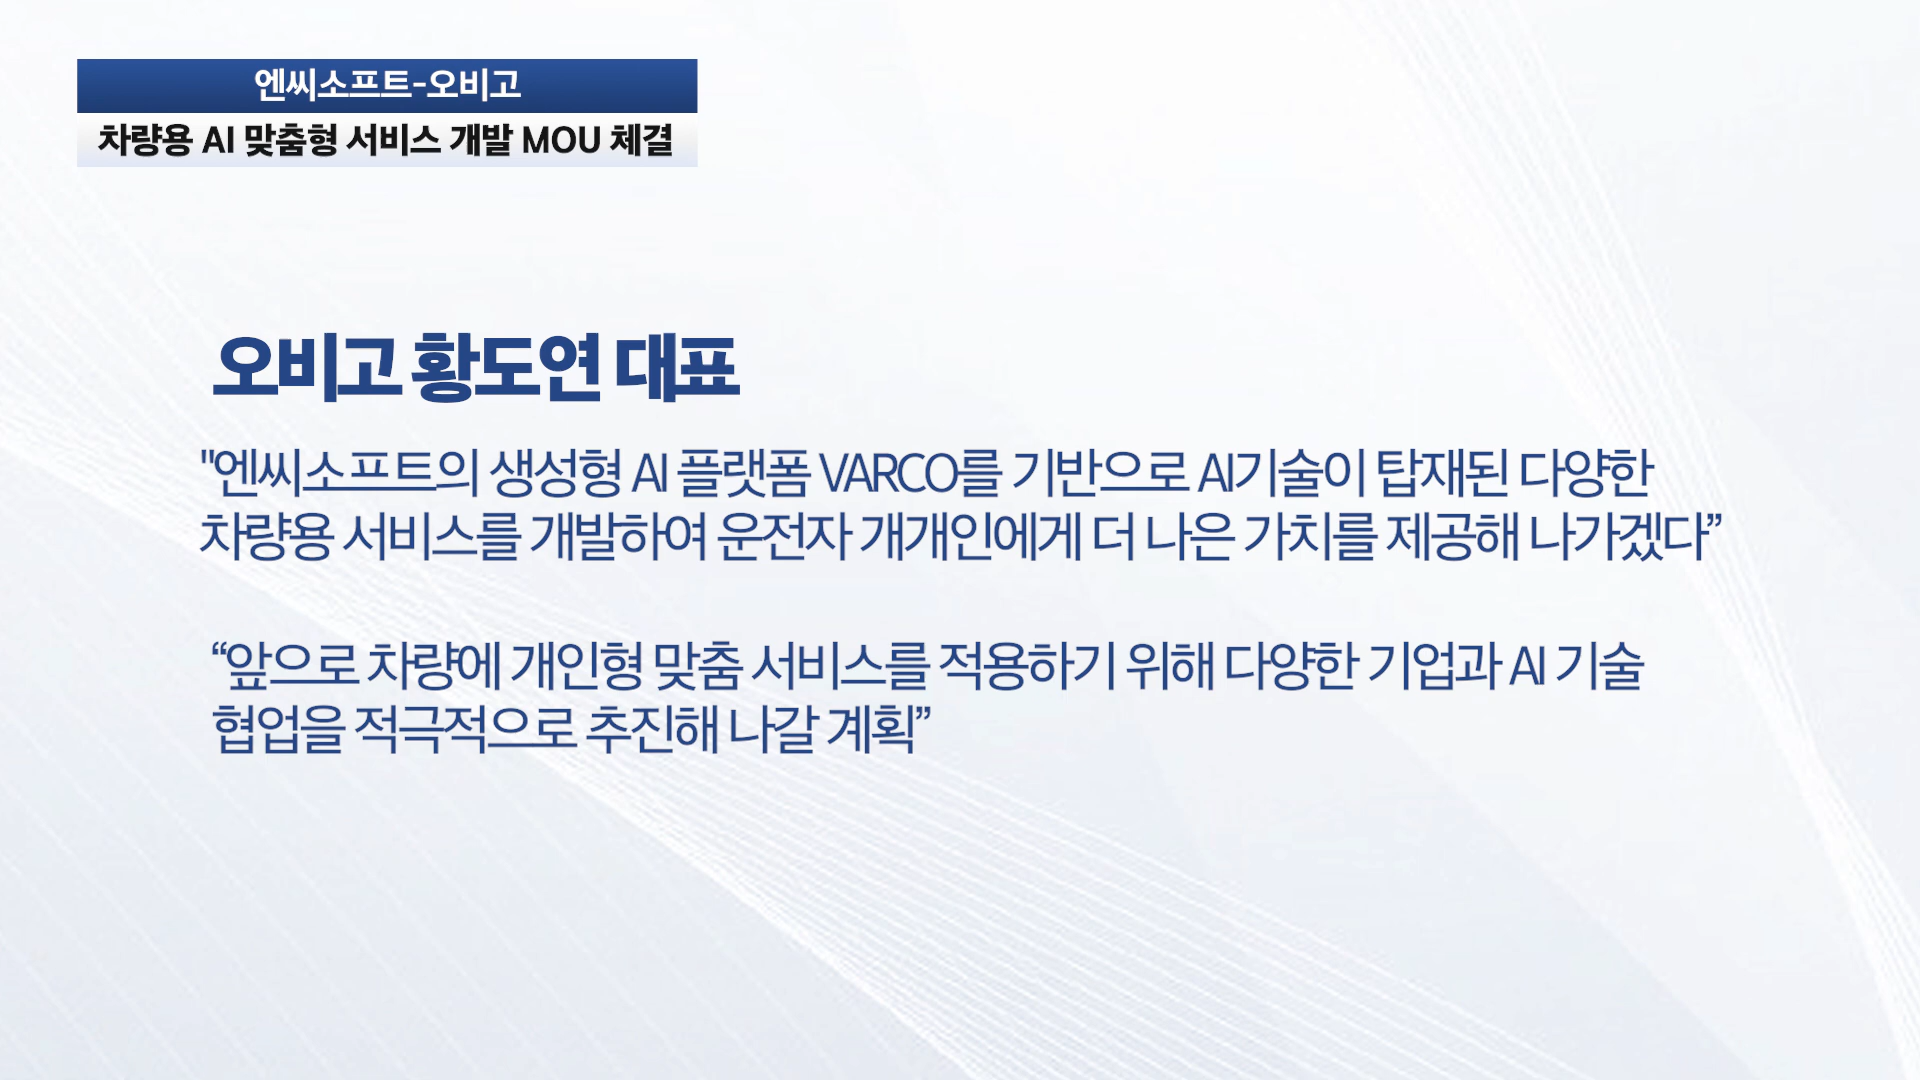 엔씨소프트-오비고
차량용 AI 맞춤형 서비스 개발 MOU 체결
오비고 황도연 대표
"엔씨소프트의 생성형 AI 플랫폼 VARCO를 기반으로 AI기술이 탑재된 다양한
차량용 서비스를 개발하여 운전자 개개인에게 더 나은 가치를 제공해 나가겠다”
“앞으로 차량에 개인형 맞춤 서비스를 적용하기 위해 다양한 기업과 AI 기술
협업을 적극적으로 추진해 나갈 계획”